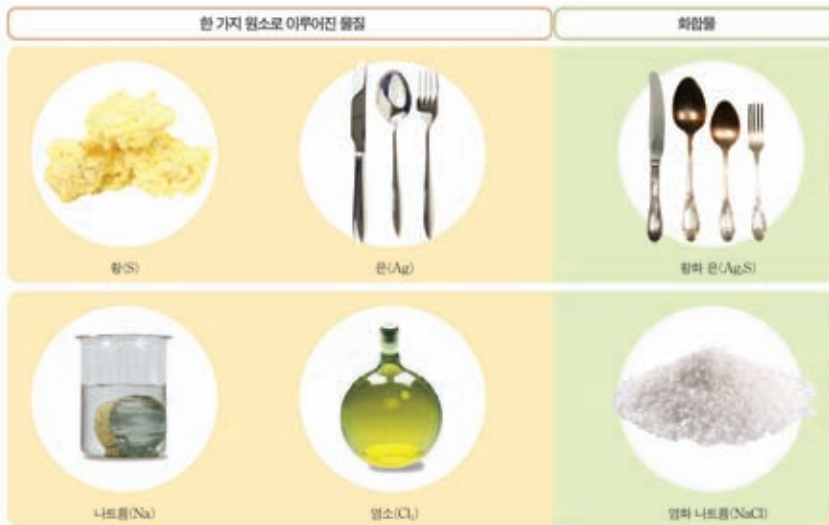 한 가지 원소로 이루어진 물질
화합물
황(S)
은(Ag)
황화 은(Ag₂S)
나트륨(Na)
염소(Cl₂)
염화 나트륨(NaCl)